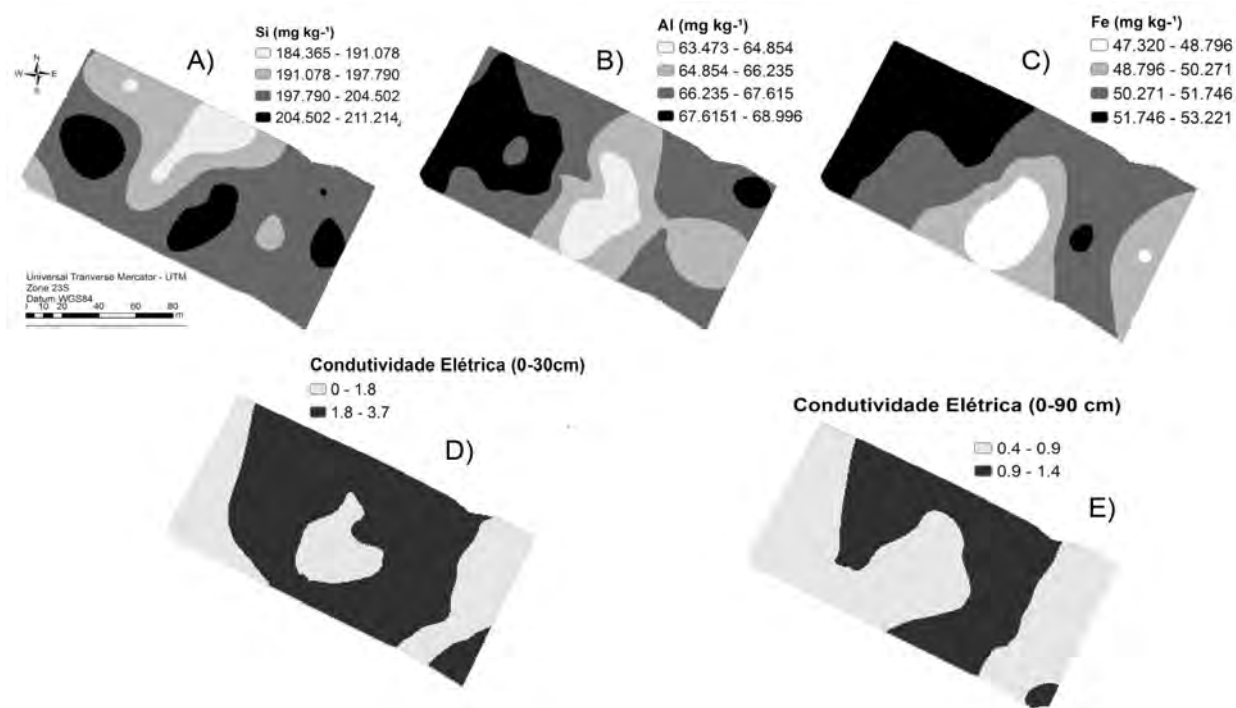 Si (mg kg-¹)
184.365 - 191.078
191.078 - 197.790
197.790 - 204.502
204.502 - 211.214
A)
N
W
E
S
Universal Tranverse Mercator - UTM
Zone 23S
Datum WGS84
10 20 40 60 80
m
Al (mg kg-¹)
63.473 - 64.854
64.854 - 66.235
66.235 - 67.615
67.6151 - 68.996
B)
Fe (mg kg-¹)
47.320 - 48.796
48.796 - 50.271
50.271 - 51.746
51.746 - 53.221
C)
Condutividade Elétrica (0-30cm)
0 - 1.8
1.8 - 3.7
D)
Condutividade Elétrica (0-90 cm)
0.4 - 0.9
0.9 - 1.4
E)